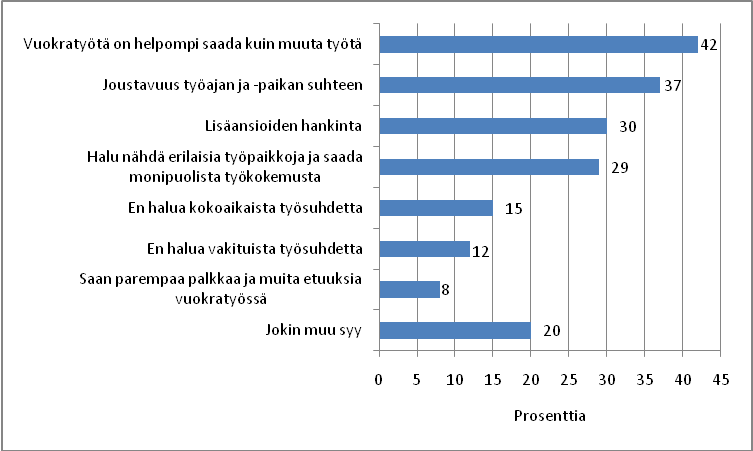 Vuokratyötä on helpompi saada kuin muuta työtä
42
Joustavuus työajan ja -paikan suhteen
37
Lisäansioiden hankinta
30
Halu nähdä erilaisia työpaikkoja ja saada
monipuolista työkokemusta
29
En halua kokoaikaista työsuhdetta
15
En halua vakituista työsuhdetta
12
Saan parempaa palkkaa ja muita etuuksia
vuokratyössä
8
Jokin muu syy
20
0 5 10 15 20 25 30 35 40 45
Prosenttia